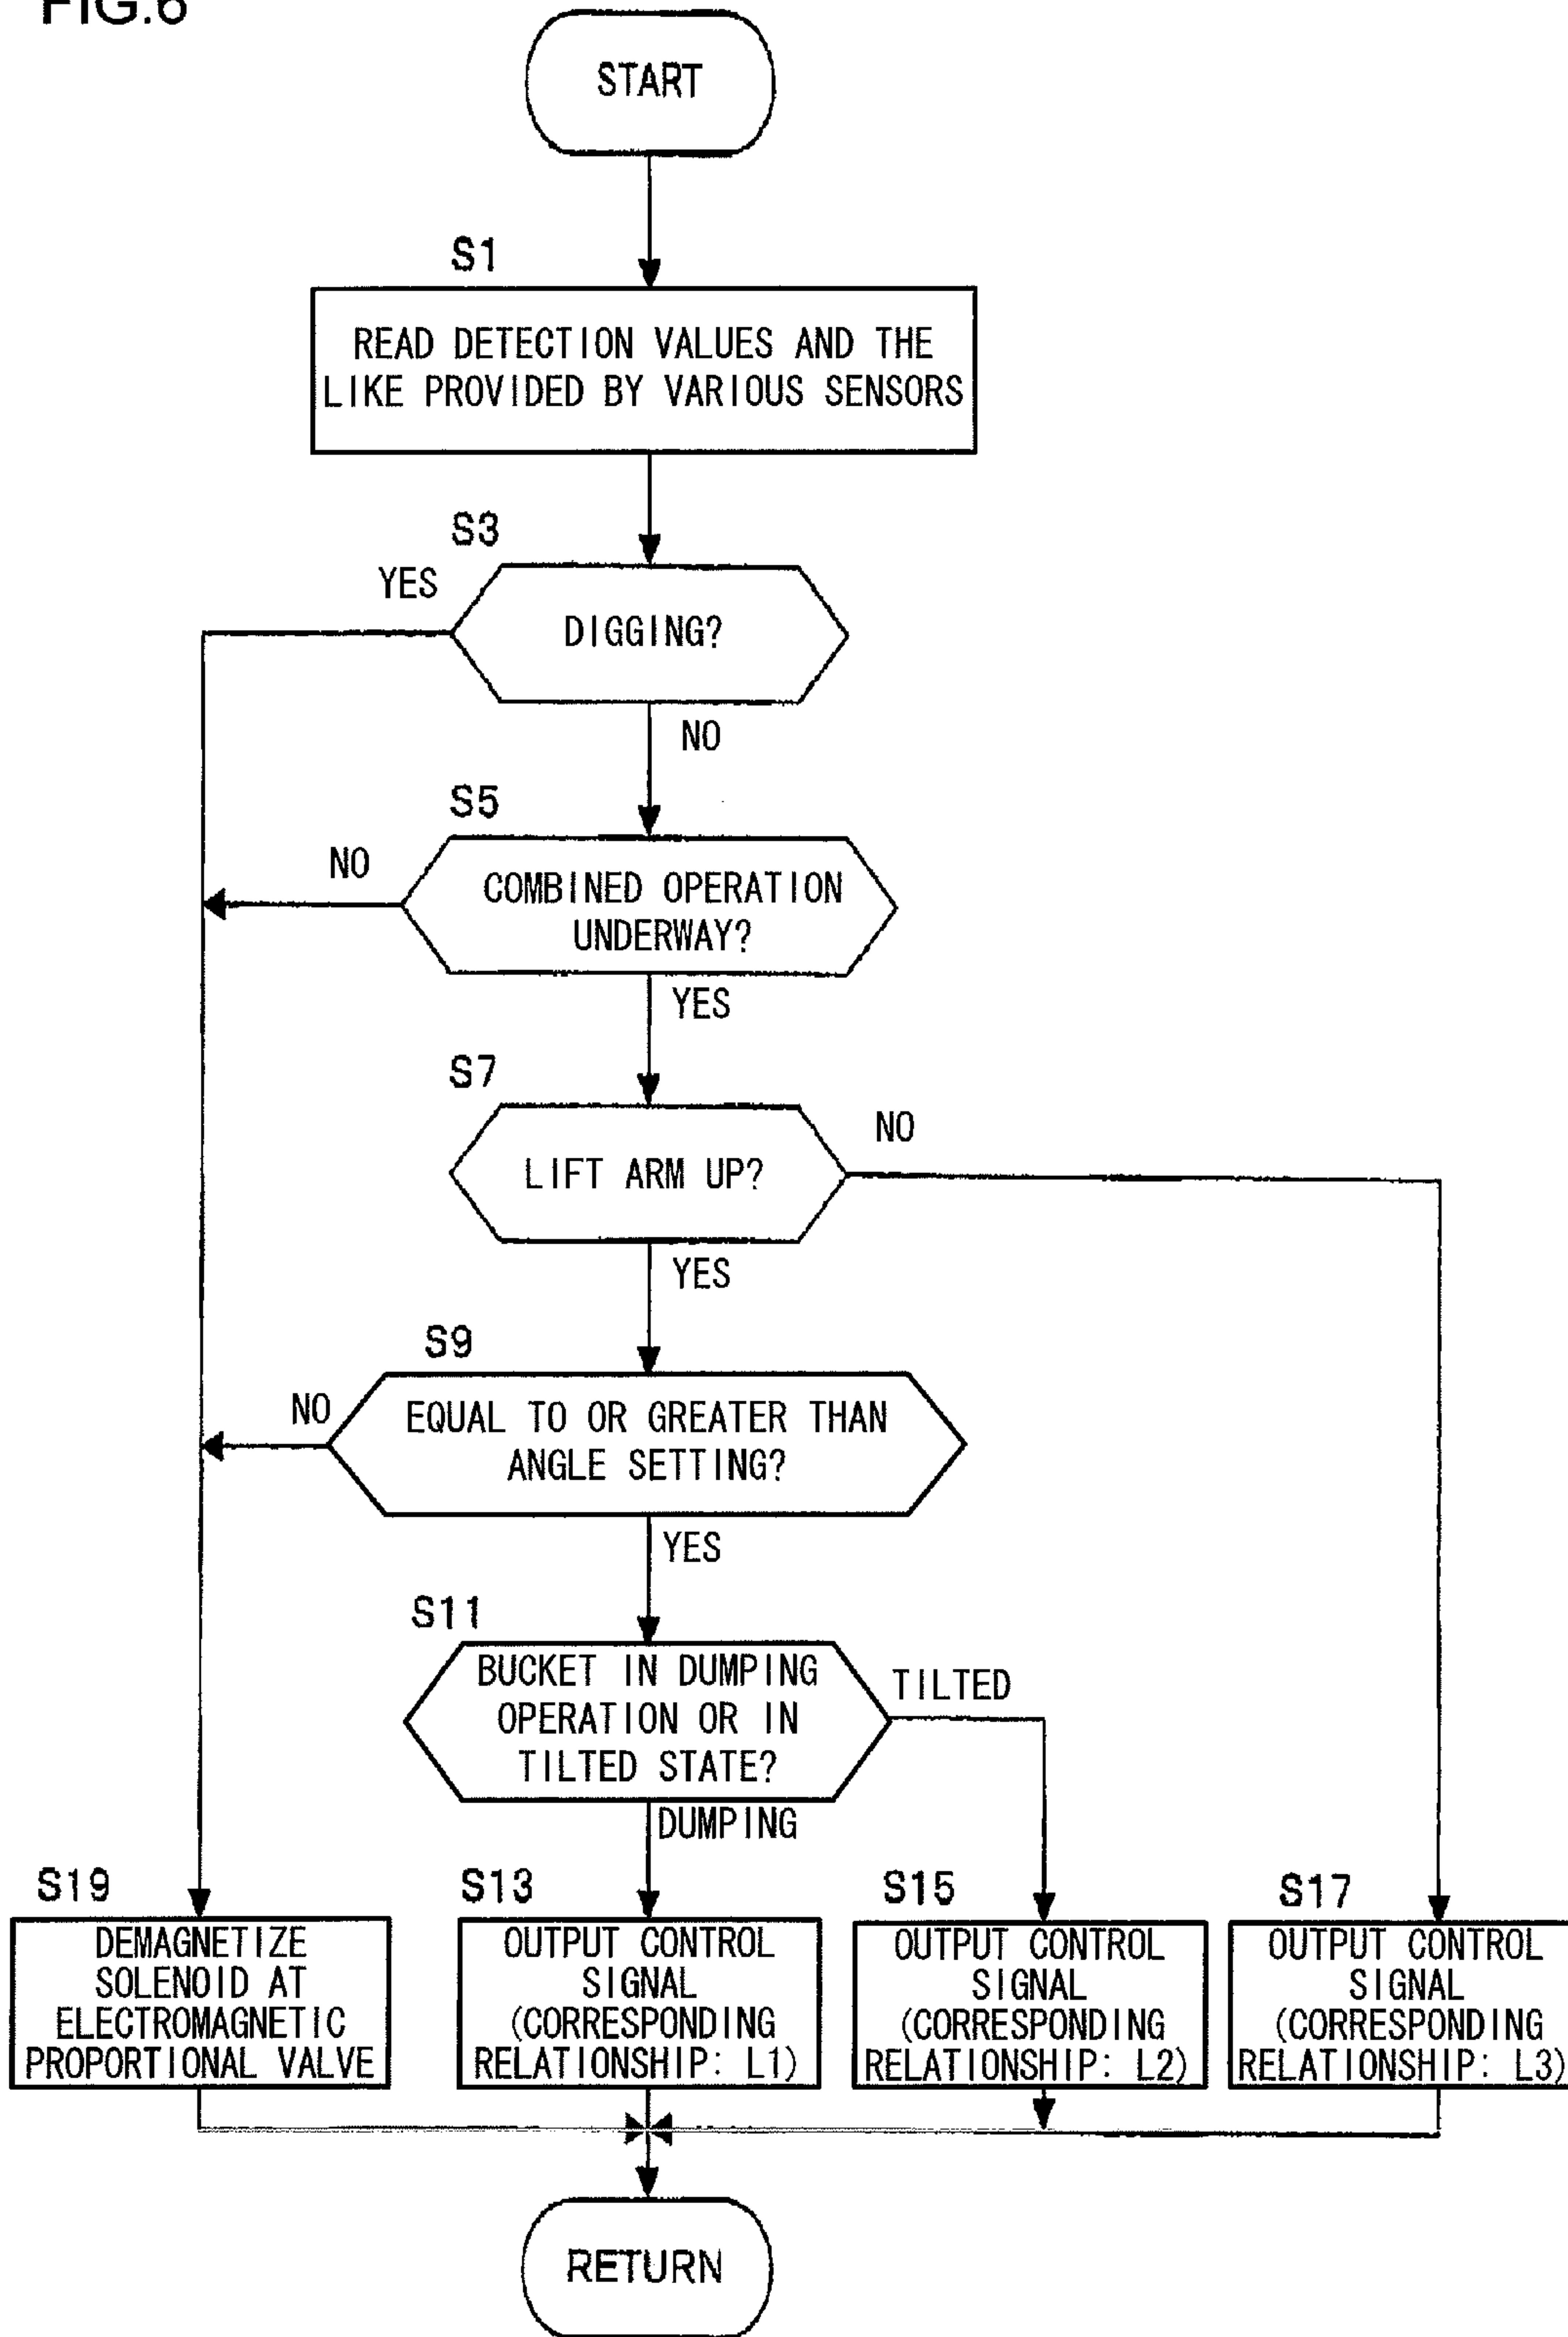 FIG.6
START
S1
READ DETECTION VALUES AND THE
LIKE PROVIDED BY VARIOUS SENSORS
S3
YES
DIGGING?
NO
S5
NO
COMBINED OPERATION
UNDERWAY?
YES
S7
NO
LIFT ARM UP?
YES
S9
NO
EQUAL TO OR GREATER THAN
ANGLE SETTING?
YES
S11
BUCKET IN DUMPING
OPERATION OR IN
TILTED STATE?
TILTED
DUMPING
S19
DEMAGNETIZE
SOLENOID AT
ELECTROMAGNETIC
PROPORTIONAL VALVE
S13
OUTPUT CONTROL
SIGNAL
(CORRESPONDING
RELATIONSHIP: L1)
S15
OUTPUT CONTROL
SIGNAL
(CORRESPONDING
RELATIONSHIP: L2)
S17
OUTPUT CONTROL
SIGNAL
(CORRESPONDING
RELATIONSHIP: L3)
RETURN